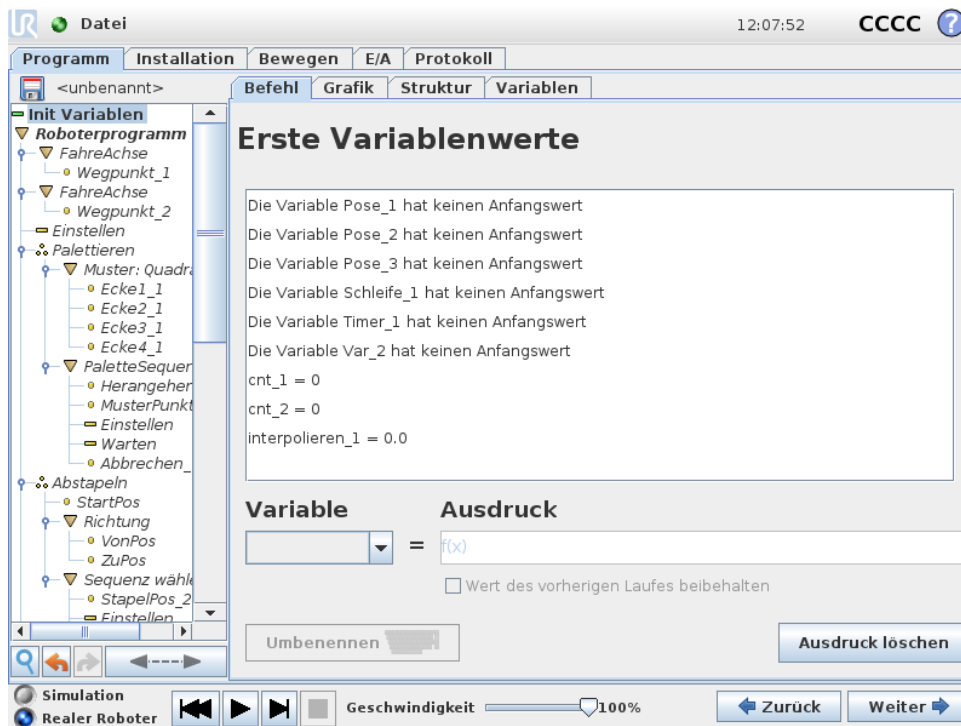 UR Datei 12:07:52 CCCC ?
Programm Installation Bewegen E/A Protokoll
<unbenannt> Befehl Grafik Struktur Variablen
Init Variablen
Roboterprogramm
FahreAchse
Wegpunkt_1
FahreAchse
Wegpunkt_2
Einstellen
Palettieren
Muster: Quadra
Ecke1_1
Ecke2_1
Ecke3_1
Ecke4_1
PaletteSequer
Herangeher
MusterPunkt
Einstellen
Warten
Abbrechen_
Abstapeln
StartPos
Richtung
VonPos
ZuPos
Sequenz wähle
StapelPos_2
Einstellen
Erste Variablenwerte
Die Variable Pose_1 hat keinen Anfangswert
Die Variable Pose_2 hat keinen Anfangswert
Die Variable Pose_3 hat keinen Anfangswert
Die Variable Schleife_1 hat keinen Anfangswert
Die Variable Timer_1 hat keinen Anfangswert
Die Variable Var_2 hat keinen Anfangswert
cnt_1 = 0
cnt_2 = 0
interpolieren_1 = 0.0
Variable Ausdruck
= f(x)
Wert des vorherigen Laufes beibehalten
Umbenennen Ausdruck löschen
Simulation
Realer Roboter
Geschwindigkeit 100% Zurück Weiter